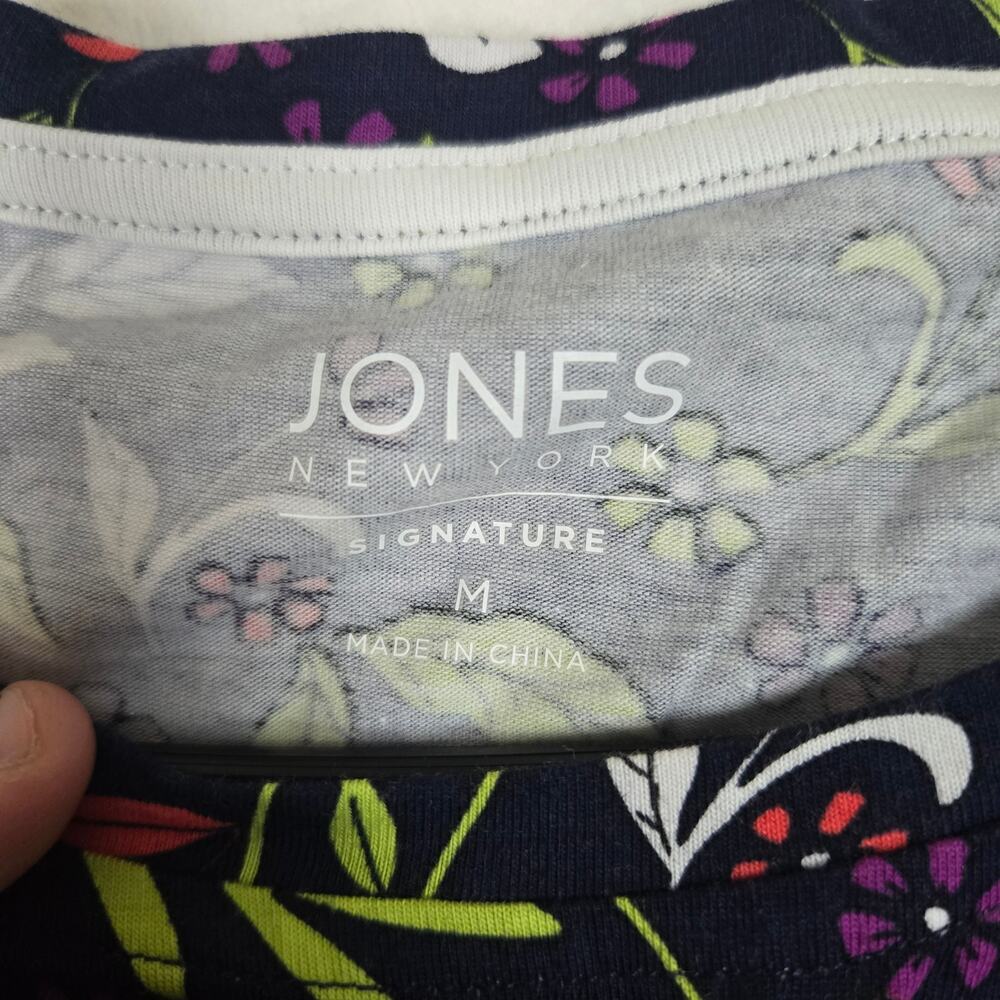 JONES
NEW YORK
SIGNATURE
M
MADE IN CHINA